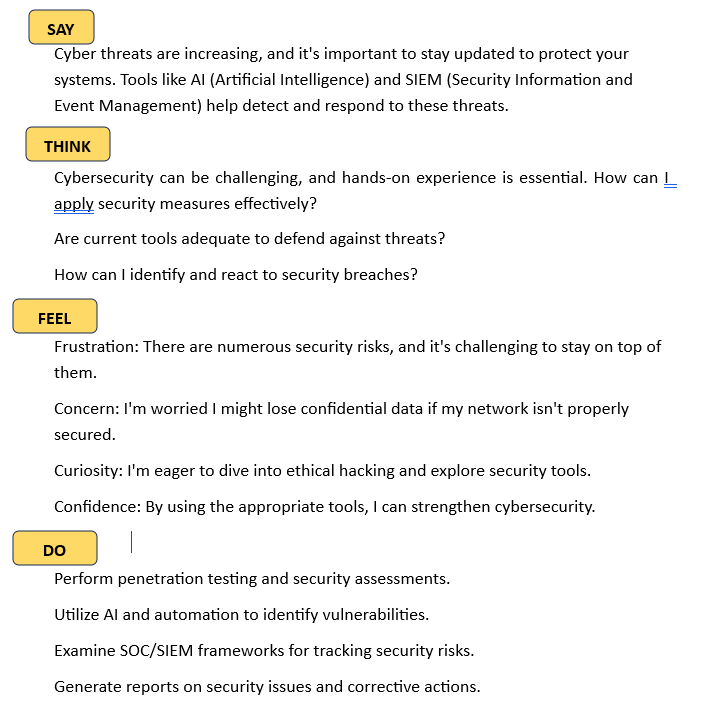 SAY
Cyber threats are increasing, and it's important to stay updated to protect your
systems. Tools like AI (Artificial Intelligence) and SIEM (Security Information and
Event Management) help detect and respond to these threats.
THINK
Cybersecurity can be challenging, and hands-on experience is essential. How can I
apply security measures effectively?
Are current tools adequate to defend against threats?
How can I identify and react to security breaches?
FEEL
Frustration: There are numerous security risks, and it's challenging to stay on top of
them.
Concern: I'm worried I might lose confidential data if my network isn't properly
secured.
Curiosity: I'm eager to dive into ethical hacking and explore security tools.
Confidence: By using the appropriate tools, I can strengthen cybersecurity.
DO
Perform penetration testing and security assessments.
Utilize AI and automation to identify vulnerabilities.
Examine SOC/SIEM frameworks for tracking security risks.
Generate reports on security issues and corrective actions.